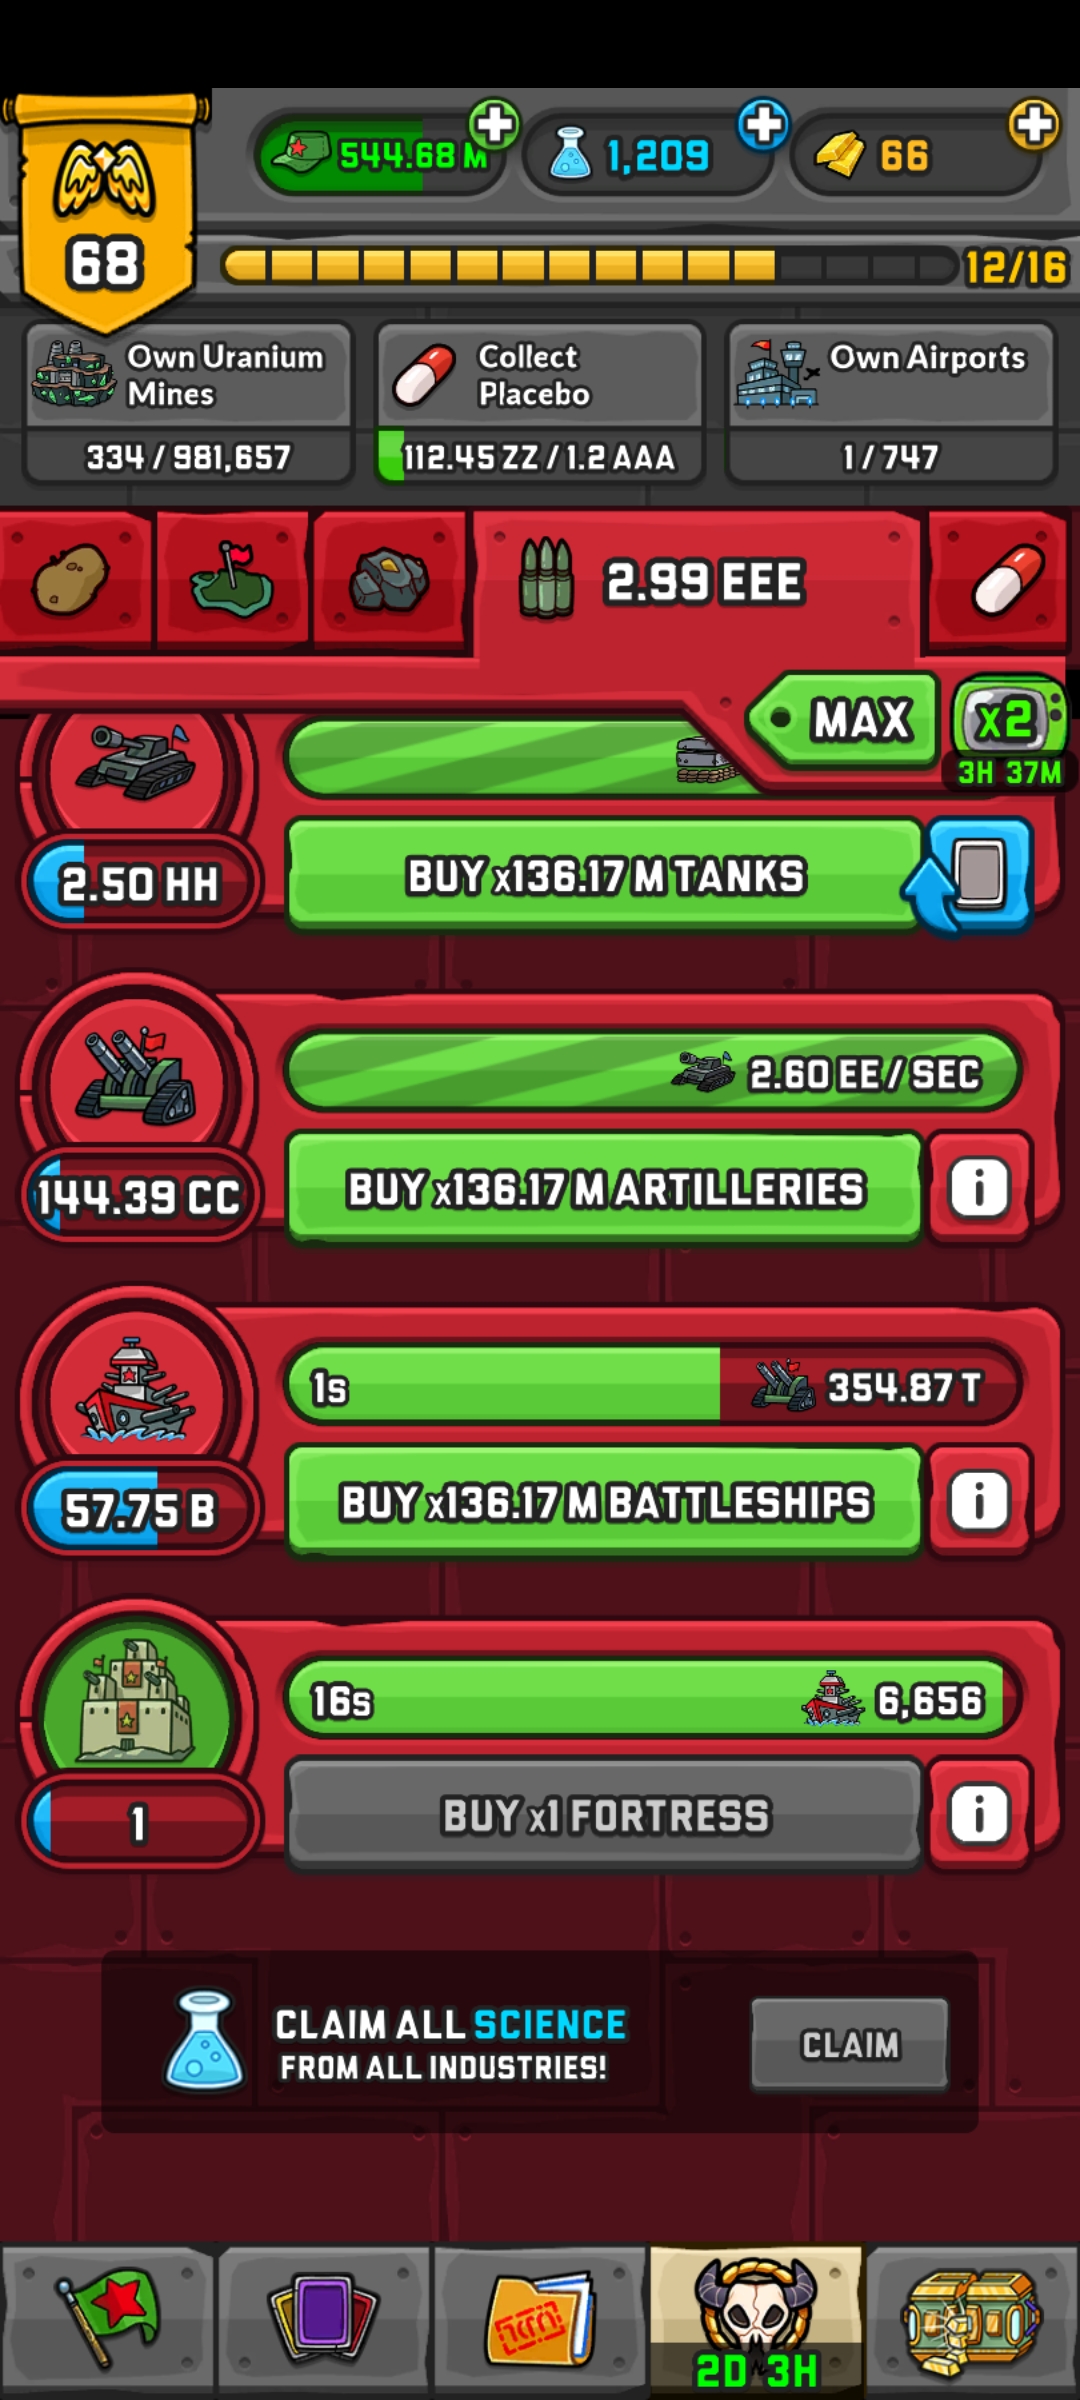 544.68 M
1,209
66
68
12/16
Own Uranium
Mines
334 / 981,657
Collect
Placebo
112.45 ZZ / 1.2 AAA
Own Airports
1 / 747
2.99 EEE
MAX
x2
3H 37M
2.50 HH
BUY x136.17 M TANKS
2.60 EE / SEC
144.39 CC
BUY x136.17 M ARTILLERIES
i
1s
354.87 T
57.75 B
BUY x136.17 M BATTLESHIPS
i
16s
6,656
1
BUY x1 FORTRESS
i
CLAIM ALL SCIENCE
FROM ALL INDUSTRIES!
CLAIM
2D 3H